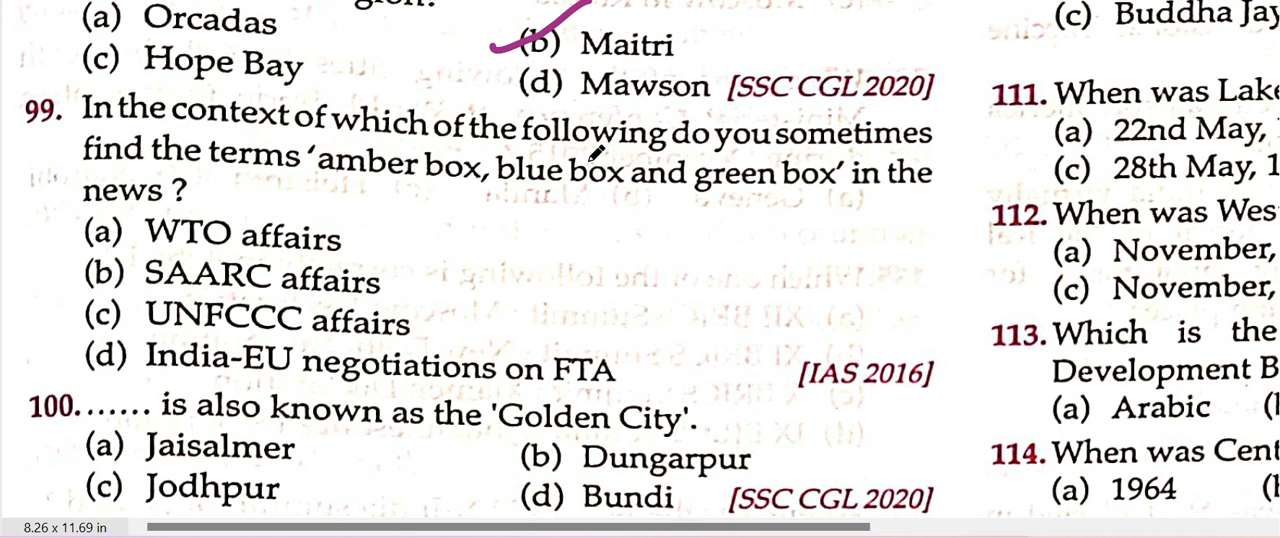 (a) Orcadas
(b) Maitri
(c) Hope Bay
(d) Mawson [SSC CGL 2020]
99. In the context of which of the following do you sometimes
find the terms ‘amber box, blue box and green box’ in the
news ?
(a) WTO affairs
(b) SAARC affairs
(c) UNFCCC affairs
(d) India-EU negotiations on FTA [IAS 2016]
100. ....... is also known as the 'Golden City'.
(a) Jaisalmer
(b) Dungarpur
(c) Jodhpur
(d) Bundi [SSC CGL 2020]
(c) Buddha
111. When was
(a) 22nd May,
(c) 28th May, 1
112. When was
(a) November,
(c) November,
113. Which is the
Development B
(a) Arabic
114. When was
(a) 1964
8.26 x 11.69 in